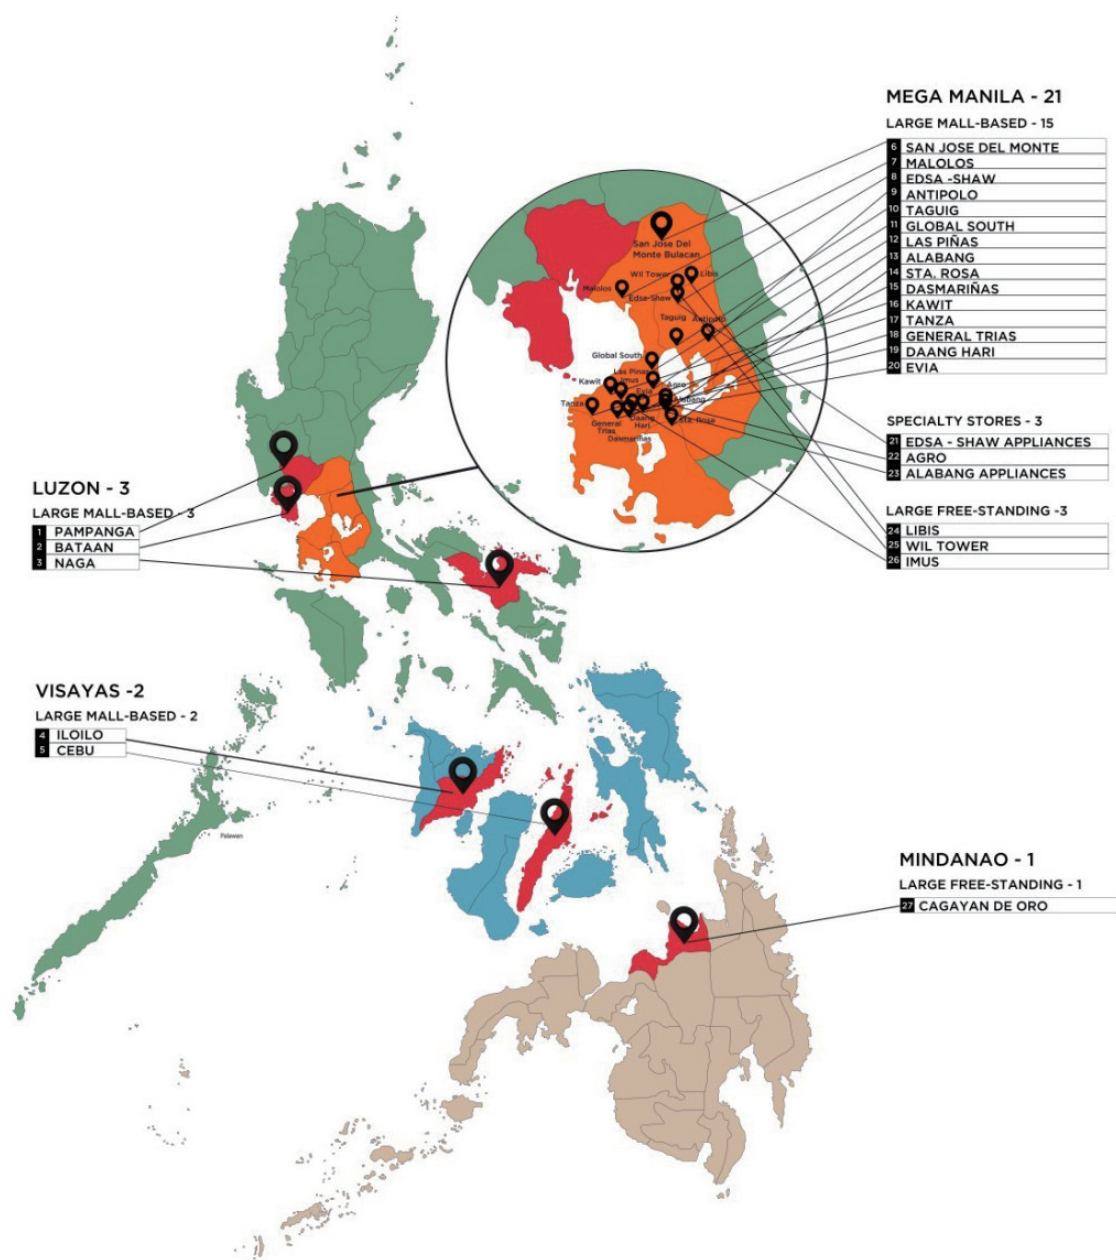 MEGA MANILA - 21
LARGE MALL-BASED - 15
6 SAN JOSE DEL MONTE
7 MALOLOS
8 EDSA -SHAW
9 ANTIPOLO
10 TAGUIG
11 GLOBAL SOUTH
12 LAS PIÑAS
13 ALABANG
14 STA. ROSA
15 DASMARIÑAS
16 KAWIT
17 TANZA
18 GENERAL TRIAS
19 DAANG HARI
20 EVIA
SPECIALTY STORES - 3
21 EDSA - SHAW APPLIANCES
22 AGRO
23 ALABANG APPLIANCES
LARGE FREE-STANDING -3
24 LIBIS
25 WIL TOWER
26 IMUS
San Jose Del
Monte Bulacan
Wil Tower
Libis
Malolos
Edsa-Shaw
Taguig
Antipolo
Global South
Las Pinas
Kawit
Imus
Agro
Evia
Alabang
Tanza
General
Trias
Daang
Hari
Sta. Rosa
Dasmariñas
LUZON - 3
LARGE MALL-BASED - 3
1 PAMPANGA
2 BATAAN
3 NAGA
VISAYAS -2
LARGE MALL-BASED - 2
4 ILOILO
5 CEBU
Palawan
MINDANAO - 1
LARGE FREE-STANDING - 1
27 CAGAYAN DE ORO